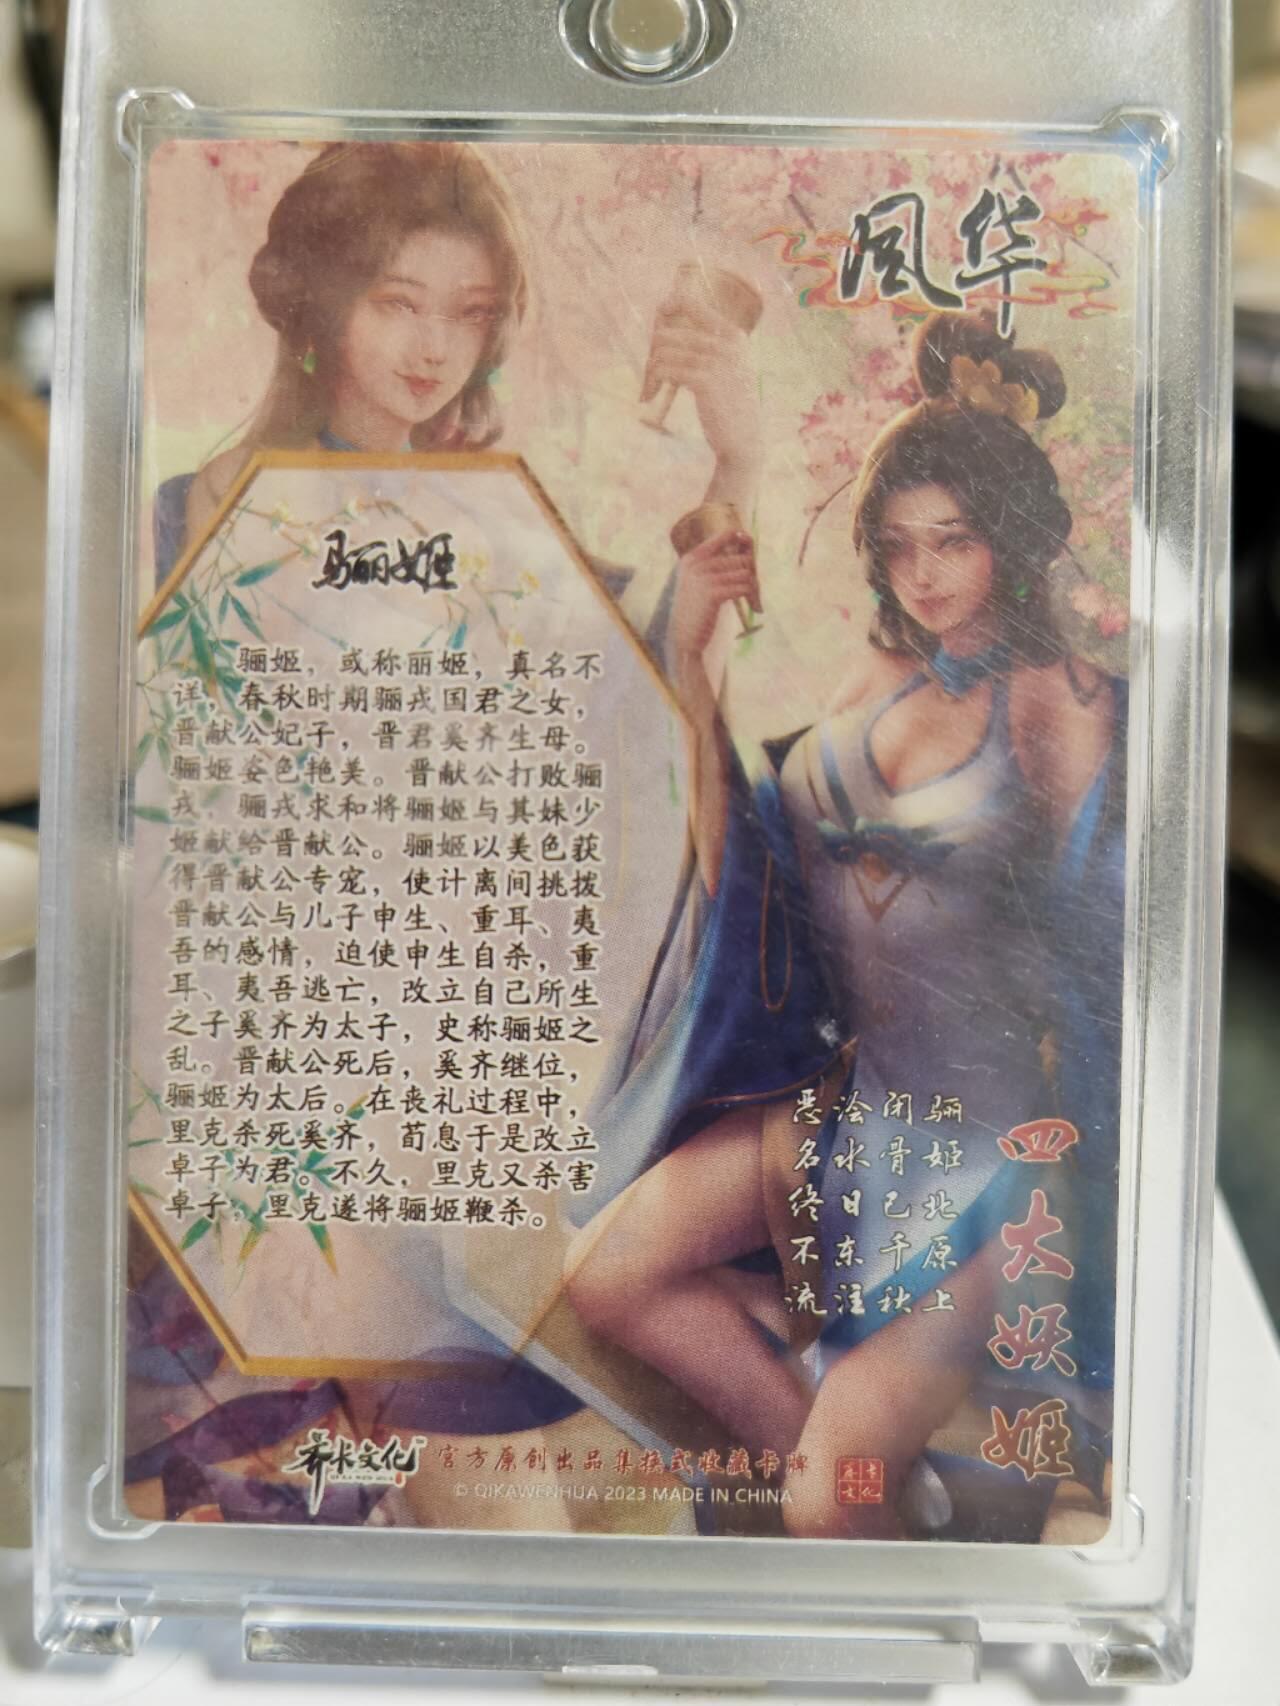 风华
骊姬
骊姬，或称丽姬，真名不
详，春秋时期骊戎国君之女，
晋献公妃子，晋君奚齐生母。
骊姬姿色艳美。晋献公打败骊
戎，骊戎求和将骊姬与其妹少
姬献给晋献公。骊姬以美色获
得晋献公专宠，使计离间挑拨
晋献公与儿子申生、重耳、夷
吾的感情，迫使申生自杀，重
耳、夷吾逃亡，改立自己所生
之子奚齐为太子，史称骊姬之
乱。晋献公死后，奚齐继位，
骊姬为太后。在丧礼过程中，
里克杀死奚齐，荀息于是改立
卓子为君。不久，里克又杀害
卓子，里克遂将骊姬鞭杀。
骊姬北原上
闭骨已千秋
浍水日东注
恶名终不流
四大妖姬
奇卡文化
官方原創出品集换式收藏卡牌
© QIKAWENHUA 2023 MADE IN CHINA